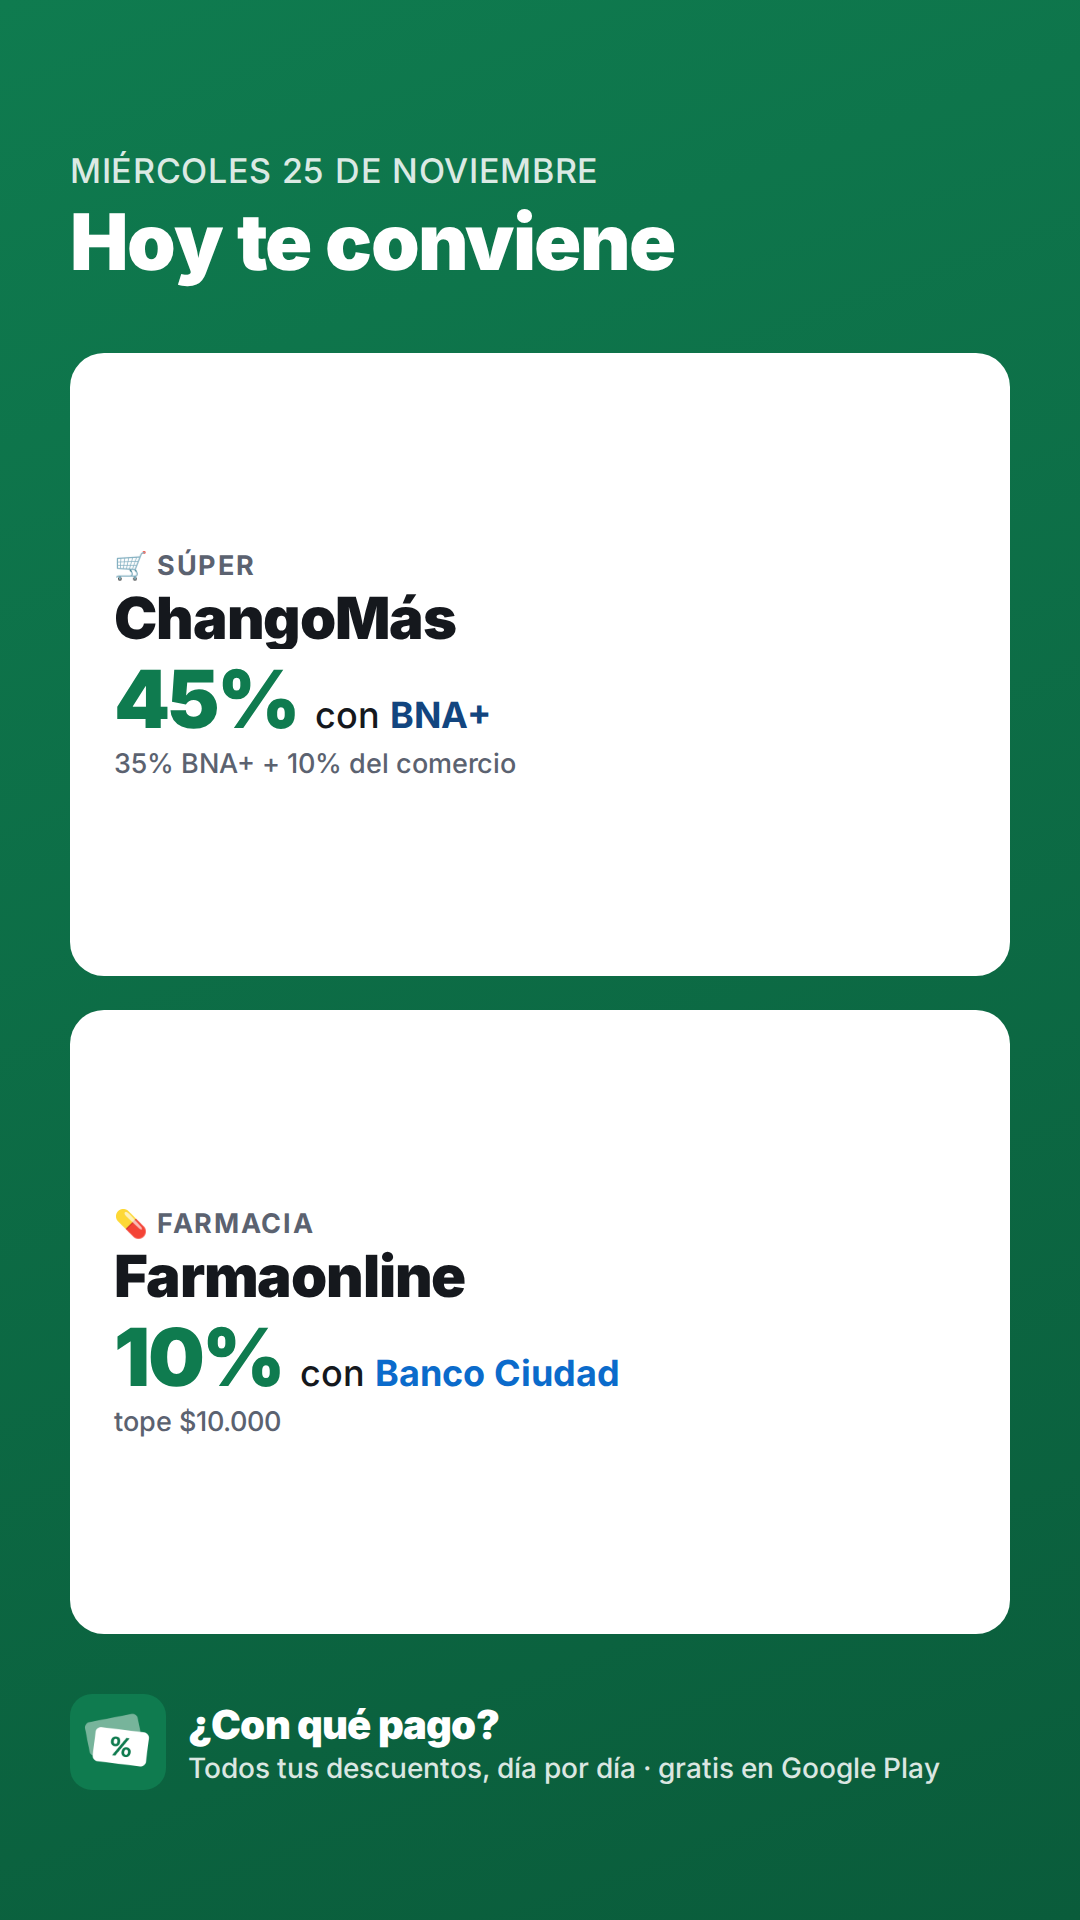 MIÉRCOLES 25 DE NOVIEMBRE
Hoy te conviene
🛒 SÚPER
ChangoMás
45% con BNA+
35% BNA+ + 10% del comercio
💊 FARMACIA
Farmaonline
10% con Banco Ciudad
tope $10.000
%
¿Con qué pago?
Todos tus descuentos, día por día · gratis en Google Play